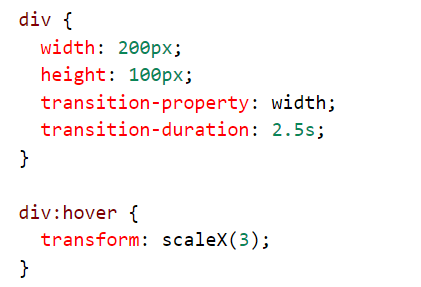 div {
  width: 200px;
  height: 100px;
  transition-property: width;
  transition-duration: 2.5s;
}

div:hover {
  transform: scaleX(3);
}